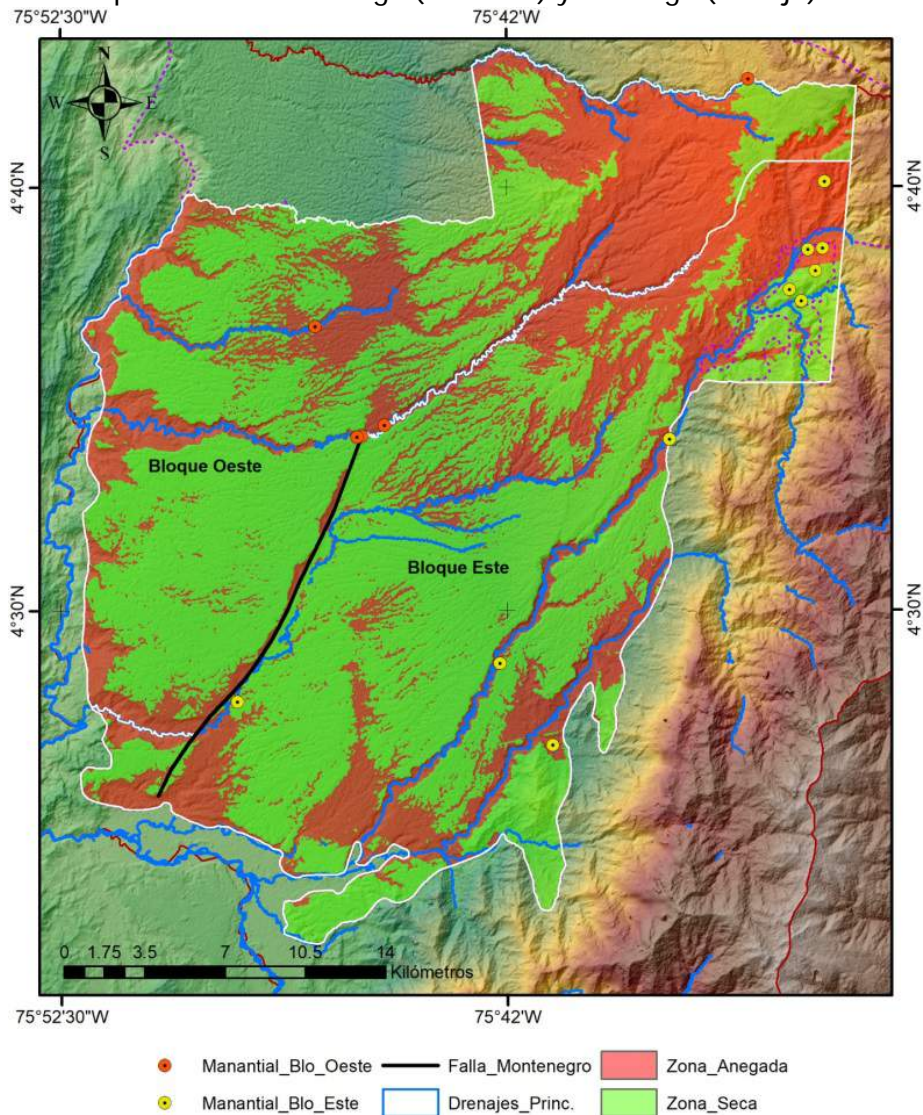 75°52'30"W 75°42'W
N
W E
S
4°40'N 4°40'N
Bloque Oeste
Bloque Este
4°30'N 4°30'N
0 1.75 3.5 7 10.5 14
Kilómetros
75°52'30"W 75°42'W
Manantial_Blo_Oeste Falla_Montenegro Zona_Anegada
Manantial_Blo_Este Drenajes_Princ. Zona_Seca